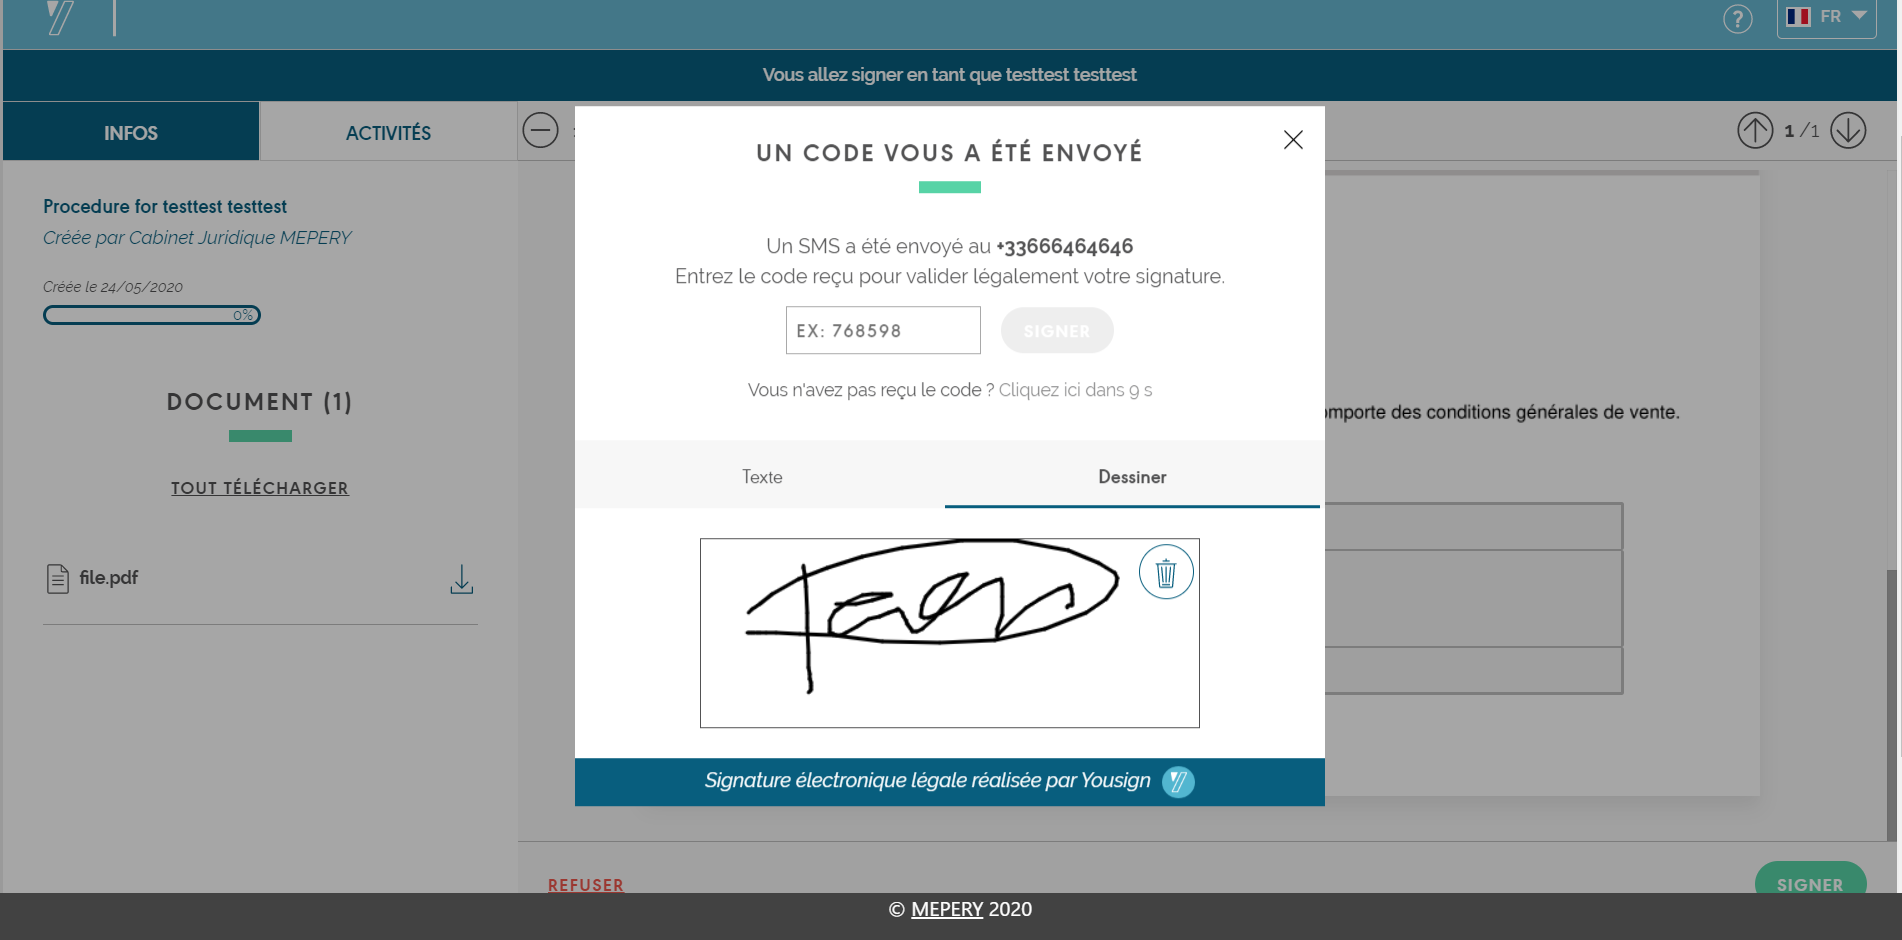 FR
Vous allez signer en tant que testtest testtest
INFOS
ACTIVITÉS
1 /1
Procedure for testtest testtest
Créée par Cabinet Juridique MEPERY
Créée le 24/05/2020
0%
DOCUMENT (1)
TOUT TÉLÉCHARGER
file.pdf
UN CODE VOUS A ÉTÉ ENVOYÉ
Un SMS a été envoyé au +33666464646
Entrez le code reçu pour valider légalement votre signature.
EX: 768598
SIGNER
Vous n'avez pas reçu le code ? Cliquez ici dans 9 s
Texte
Dessiner
Signature électronique légale réalisée par Yousign
omporte des conditions générales de vente.
REFUSER
SIGNER
© MEPERY 2020